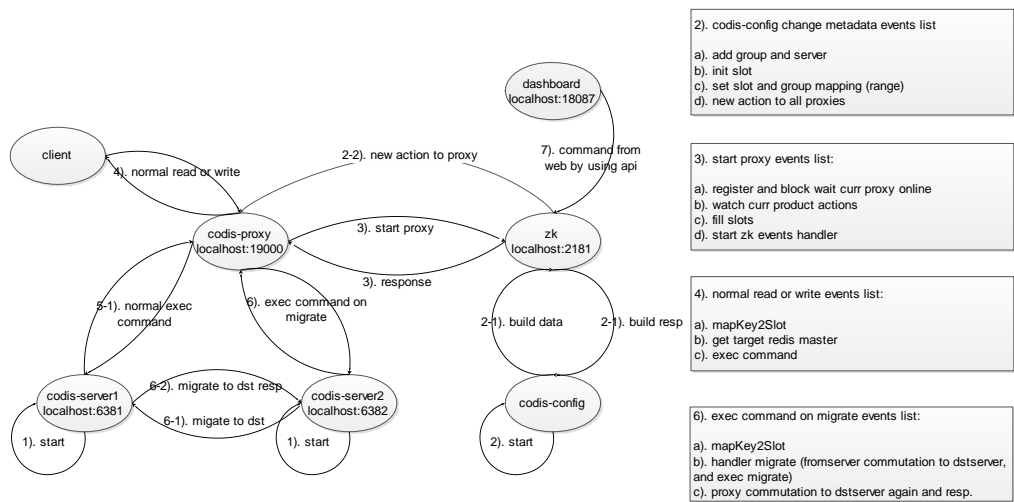 2). codis-config change metadata events list
a). add group and server
b). init slot
c). set slot and group mapping (range)
d). new action to all proxies
dashboard
localhost:18087
client
4). normal read or write
2-2). new action to proxy
7). command from
web by using api
3). start proxy events list:
a). register and block wait curr proxy online
b). watch curr product actions
c). fill slots
d). start zk events handler
codis-proxy
localhost:19000
3). start proxy
zk
localhost:2181
3). response
5-1). normal exec
command
6). exec command on
migrate
2-1). build data
2-1). build resp
4). normal read or write events list:
a). mapKey2Slot
b). get target redis master
c). exec command
codis-server1
localhost:6381
6-2). migrate to dst resp
6-1). migate to dst
codis-server2
localhost:6382
codis-config
1). start
1). start
2). start
6). exec command on migrate events list:
a). mapKey2Slot
b). handler migrate (fromserver commutation to dstserver,
and exec migrate)
c). proxy commutation to dstserver again and resp.